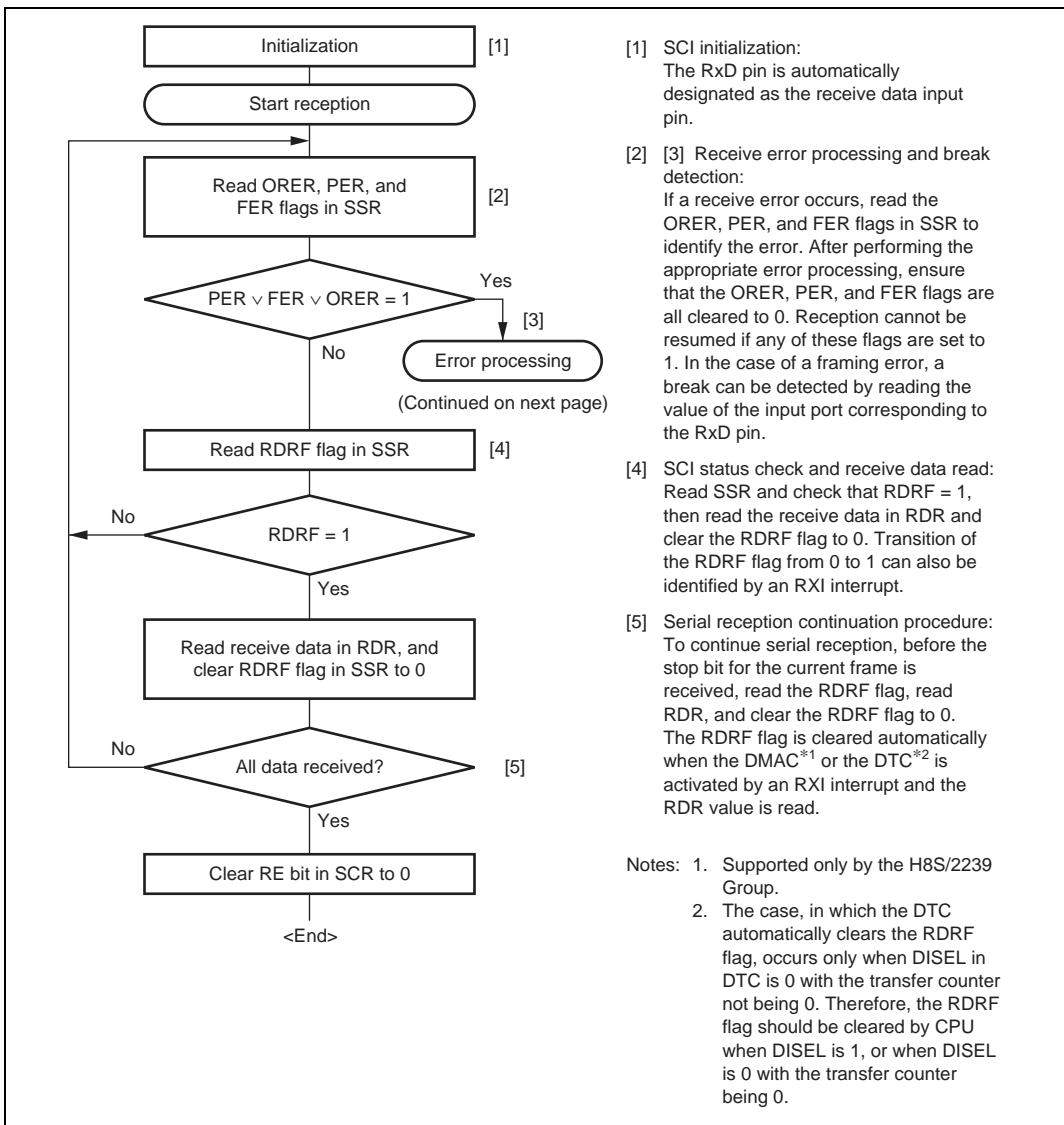 Initialization [1]
Start reception
Read ORER, PER, and
FER flags in SSR
[2]
PER ∨ FER ∨ ORER = 1
Yes
[3]
No
Error processing
(Continued on next page)
Read RDRF flag in SSR [4]
No
RDRF = 1
Yes
Read receive data in RDR, and
clear RDRF flag in SSR to 0
No
All data received? [5]
Yes
Clear RE bit in SCR to 0
<End>
[1] SCI initialization:
The RxD pin is automatically
designated as the receive data input
pin.
[2] [3] Receive error processing and break
detection:
If a receive error occurs, read the
ORER, PER, and FER flags in SSR to
identify the error. After performing the
appropriate error processing, ensure
that the ORER, PER, and FER flags are
all cleared to 0. Reception cannot be
resumed if any of these flags are set to
1. In the case of a framing error, a
break can be detected by reading the
value of the input port corresponding to
the RxD pin.
[4] SCI status check and receive data read:
Read SSR and check that RDRF = 1,
then read the receive data in RDR and
clear the RDRF flag to 0. Transition of
the RDRF flag from 0 to 1 can also be
identified by an RXI interrupt.
[5] Serial reception continuation procedure:
To continue serial reception, before the
stop bit for the current frame is
received, read the RDRF flag, read
RDR, and clear the RDRF flag to 0.
The RDRF flag is cleared automatically
when the DMAC*1 or the DTC*2 is
activated by an RXI interrupt and the
RDR value is read.
Notes: 1. Supported only by the H8S/2239
Group.
2. The case, in which the DTC
automatically clears the RDRF
flag, occurs only when DISEL in
DTC is 0 with the transfer counter
not being 0. Therefore, the RDRF
flag should be cleared by CPU
when DISEL is 1, or when DISEL
is 0 with the transfer counter
being 0.